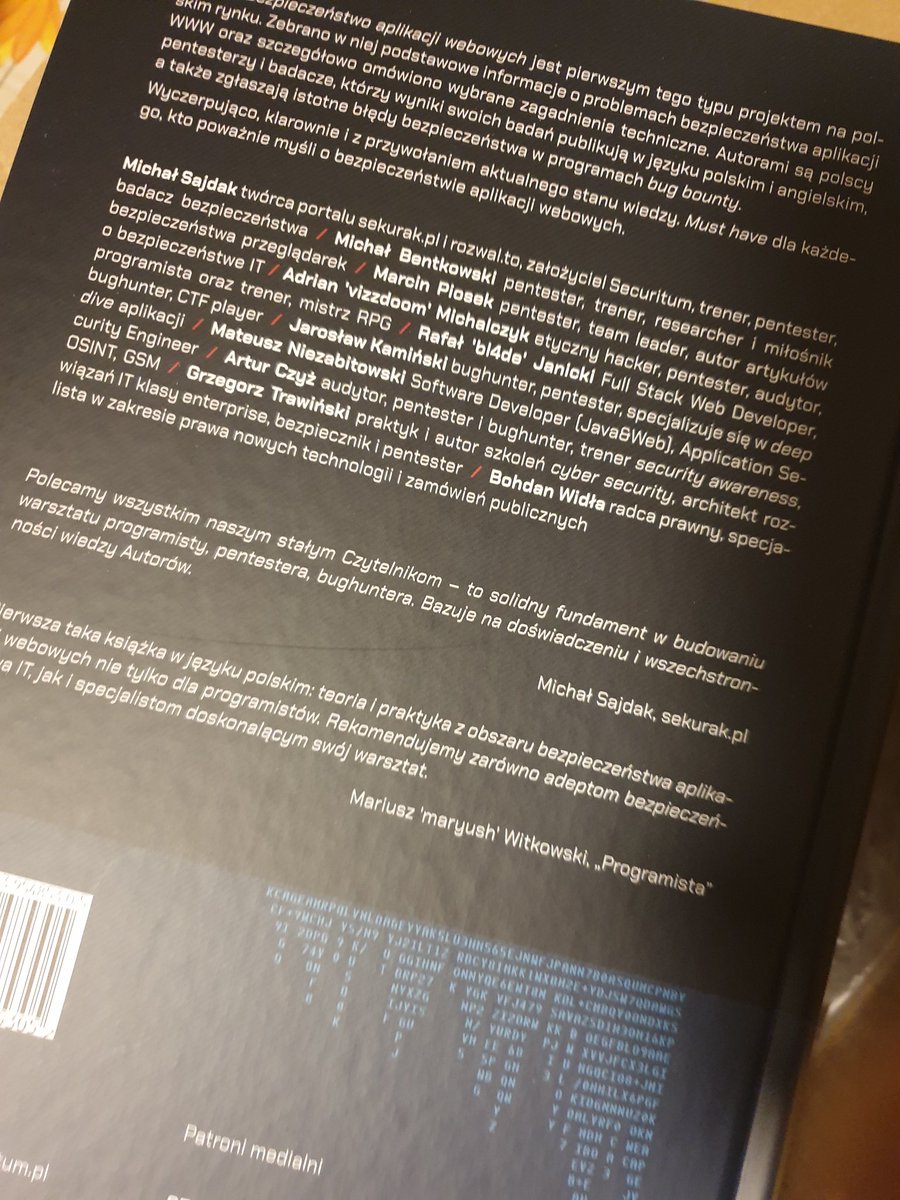 ezpieczeństwo aplikacji webowych jest pierwszym tego typu projektem na pol-
skim rynku. Zebrano w niej podstawowe informacje o problemach bezpieczeństwa aplikacji
WWW oraz szczegółowo omówiono wybrane zagadnienia techniczne. Autorami są polscy
pentesterzy i badacze, którzy wyniki swoich badań publikują w języku polskim i angielskim,
a także zgłaszają istotne błędy bezpieczeństwa w programach bug bounty.
Wyczerpująco, klarownie i z przywołaniem aktualnego stanu wiedzy. Must have dla każde-
go, kto poważnie myśli o bezpieczeństwie aplikacji webowych.
Michał Sajdak twórca portalu sekurak.pl i rozwal.to, założyciel Securitum, trener, pentester,
badacz bezpieczeństwa / Michał Bentkowski pentester, trener, researcher i miłośnik
bezpieczeństwa przeglądarek / Marcin Piosek pentester, team leader, autor artykułów
o bezpieczeństwie IT / Adrian 'vizzdoom' Michalczyk etyczny hacker, pentester, audytor,
programista oraz trener, mistrz RPG / Rafał 'bl4de' Janicki Full Stack Web Developer,
bughunter, CTF player / Jarosław Kamiński bughunter, pentester, specjalizuje się w deep
dive aplikacji / Mateusz Niezabitowski Software Developer [Java&Web], Application Se-
curity Engineer / Artur Czyż audytor, pentester i bughunter, trener security awareness,
OSINT, GSM / Grzegorz Trawiński praktyk i autor szkoleń cyber security, architekt roz-
wiązań IT klasy enterprise, bezpiecznik i pentester / Bohdan Widła radca prawny, specja-
lista w zakresie prawa nowych technologii i zamówień publicznych
Polecamy wszystkim naszym stałym Czytelnikom – to solidny fundament w budowaniu
warsztatu programisty, pentestera, bughuntera. Bazuje na doświadczeniu i wszechstron-
ności wiedzy Autorów.
Michał Sajdak, sekurak.pl
ierwsza taka książka w języku polskim: teoria i praktyka z obszaru bezpieczeństwa aplika-
webowych nie tylko dla programistów. Rekomendujemy zarówno adeptom bezpieczeń-
a IT, jak i specjalistom doskonalącym swój warsztat.
Mariusz 'maryush' Witkowski, „Programista”
Patroni medialni
tum.pl